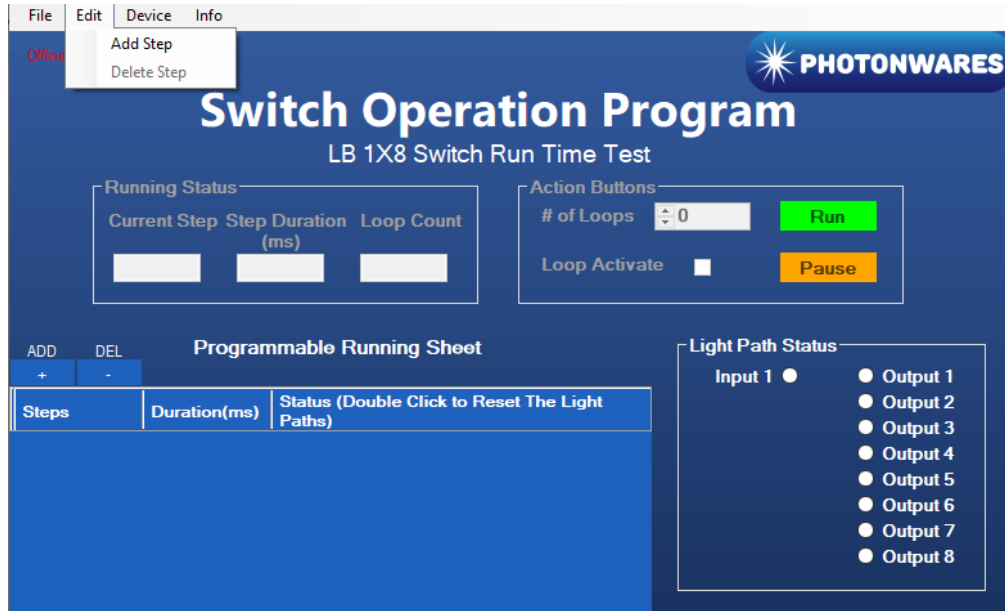 File Edit Device Info
Add Step
Delete Step
Offline
PHOTONWARES
Switch Operation Program
LB 1X8 Switch Run Time Test
Running Status
Current Step Step Duration Loop Count
(ms)
Action Buttons
# of Loops 0 Run
Loop Activate Pause
ADD DEL Programmable Running Sheet
+ -
Steps Duration(ms) Status (Double Click to Reset The Light
Paths)
Light Path Status
Input 1 Output 1
Output 2
Output 3
Output 4
Output 5
Output 6
Output 7
Output 8